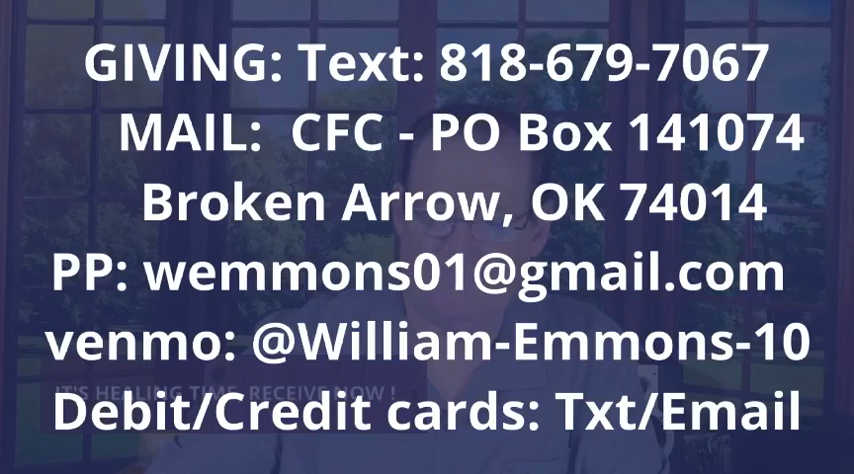 GIVING: Text: 818-679-7067
MAIL: CFC - PO Box 141074
Broken Arrow, OK 74014
PP: wemmons01@gmail.com
venmo: @William-Emmons-10
IT'S HEALING TIME, RECEIVE NOW !
Debit/Credit cards: Txt/Email